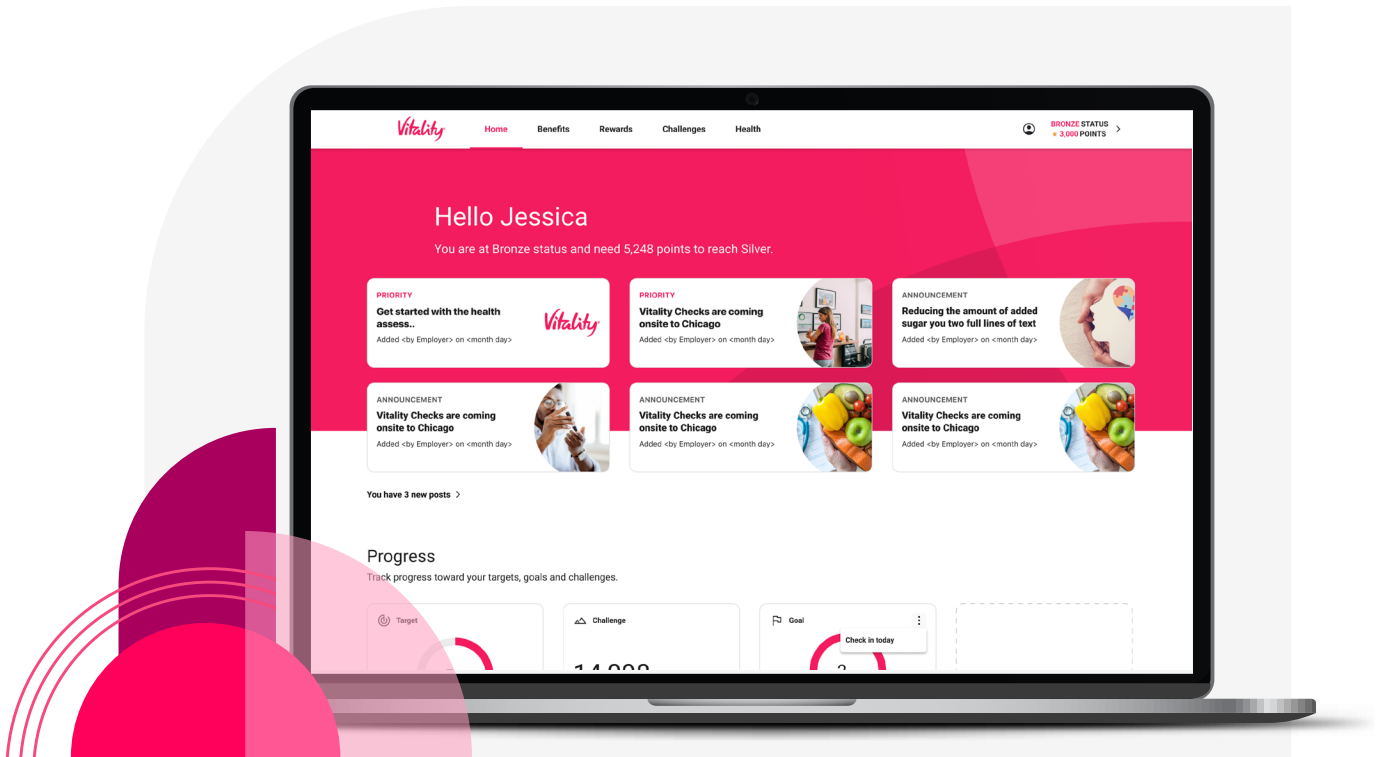 Vitality
Home
Benefits
Rewards
Challenges
Health
BRONZE STATUS
3,000 POINTS
Hello Jessica
You are at Bronze status and need 5,248 points to reach Silver.
PRIORITY
Get started with the health
assess..
Added <by Employer> on <month day>
Vitality
PRIORITY
Vitality Checks are coming
onsite to Chicago
Added <by Employer> on <month day>
ANNOUNCEMENT
Reducing the amount of added
sugar you two full lines of text
Added <by Employer> on <month day>
ANNOUNCEMENT
Vitality Checks are coming
onsite to Chicago
Added <by Employer> on <month day>
ANNOUNCEMENT
Vitality Checks are coming
onsite to Chicago
Added <by Employer> on <month day>
ANNOUNCEMENT
Vitality Checks are coming
onsite to Chicago
Added <by Employer> on <month day>
You have 3 new posts
Progress
Track progress toward your targets, goals and challenges.
Target
Challenge
Goal
Check in today